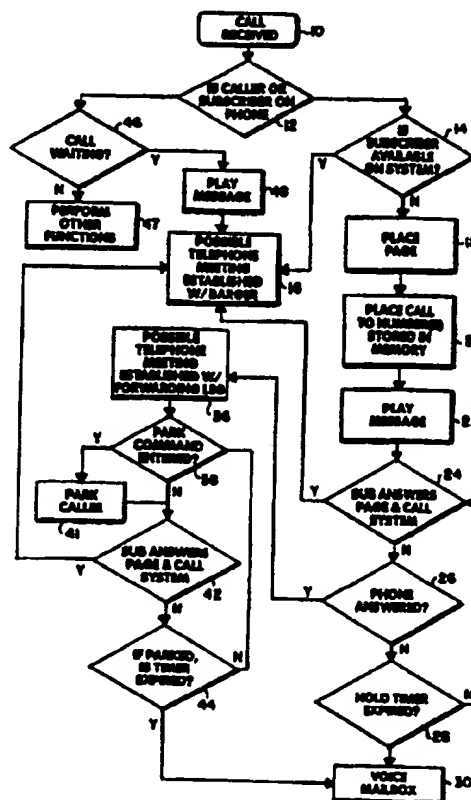 CALL
RECEIVED
10
IS CALLER OR
SUBSCRIBER ON
PHONE
12
46
CALL
WAITING?
Y
N
PLAY
MESSAGE
48
PERFORM
OTHER
FUNCTIONS
47
14
IS
SUBSCRIBER
AVAILABLE
ON SYSTEM?
Y
N
PLACE
PAGE
POSSIBLE
TELEPHONE
MEETING
ESTABLISHED
W/BARGER
16
PLACE CALL
TO NUMBER(S)
STORED IN
MEMORY
PLAY
MESSAGE
POSSIBLE
TELEPHONE
MEETING
ESTABLISHED W/
FORWARDING LEG
36
PARK
COMMAND
ENTERED?
38
Y
N
PARK
CALLER
41
24
SUB ANSWERS
PAGE & CALL
SYSTEM
Y
N
SUB ANSWERS
PAGE & CALL
SYSTEM
42
Y
N
26
PHONE
ANSWERED?
Y
N
IF PARKED,
IS TIMER
EXPIRED?
44
N
Y
HOLD TIMER
EXPIRED?
28
VOICE
MAILBOX
30